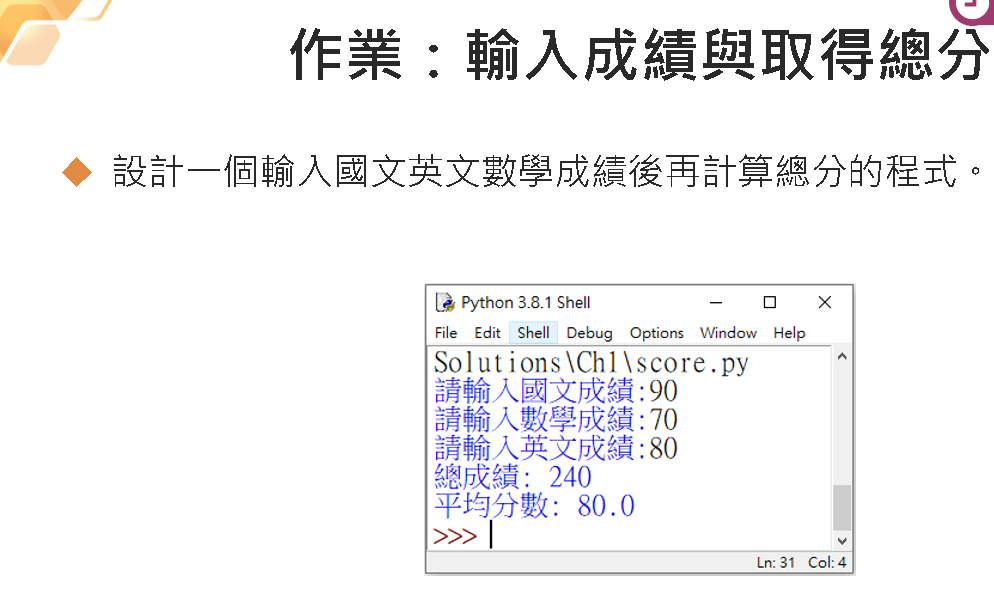 作業：輸入成績與取得總分
設計一個輸入國文英文數學成績後再計算總分的程式。
Python 3.8.1 Shell
File Edit Shell Debug Options Window Help
Solutions\Ch1\score.py
請輸入國文成績:90
請輸入數學成績:70
請輸入英文成績:80
總成績: 240
平均分數: 80.0
>>>
Ln: 31 Col: 4